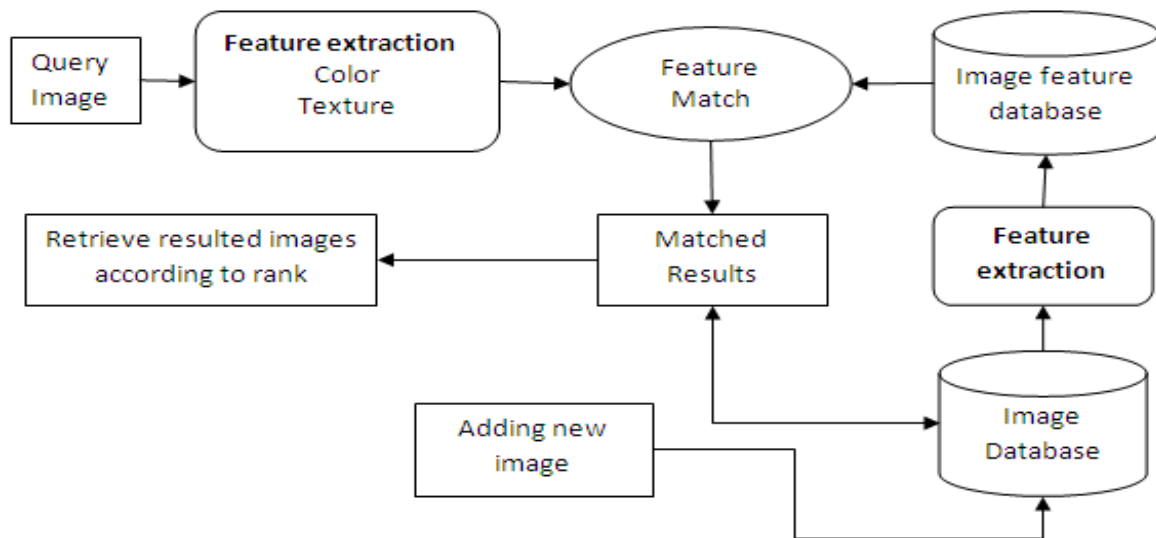 Query
Image
Feature extraction
Color
Texture
Feature
Match
Image feature
database
Retrieve resulted images
according to rank
Matched
Results
Feature
extraction
Adding new
image
Image
Database